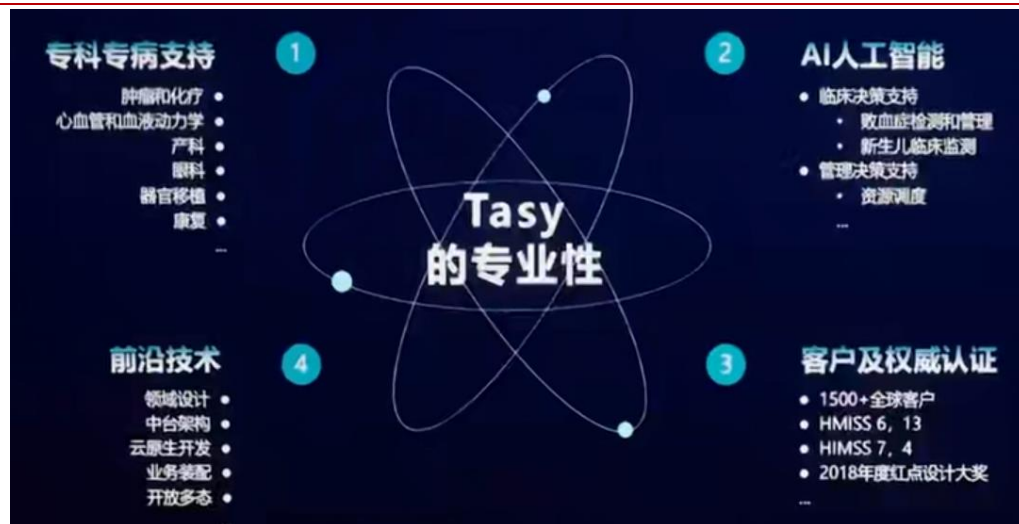 专科专病支持
1
肿瘤和化疗
心血管和血液动力学
产科
眼科
器官移植
康复
...
2
AI人工智能
临床决策支持
败血症检测和管理
新生儿临床监测
管理决策支持
资源调度
...
Tasy
的专业性
前沿技术
4
领域设计
中台架构
云原生开发
业务装配
开放多态
3
客户及权威认证
1500+全球客户
HMISS 6，13
HIMSS 7，4
2018年度红点设计大奖
...